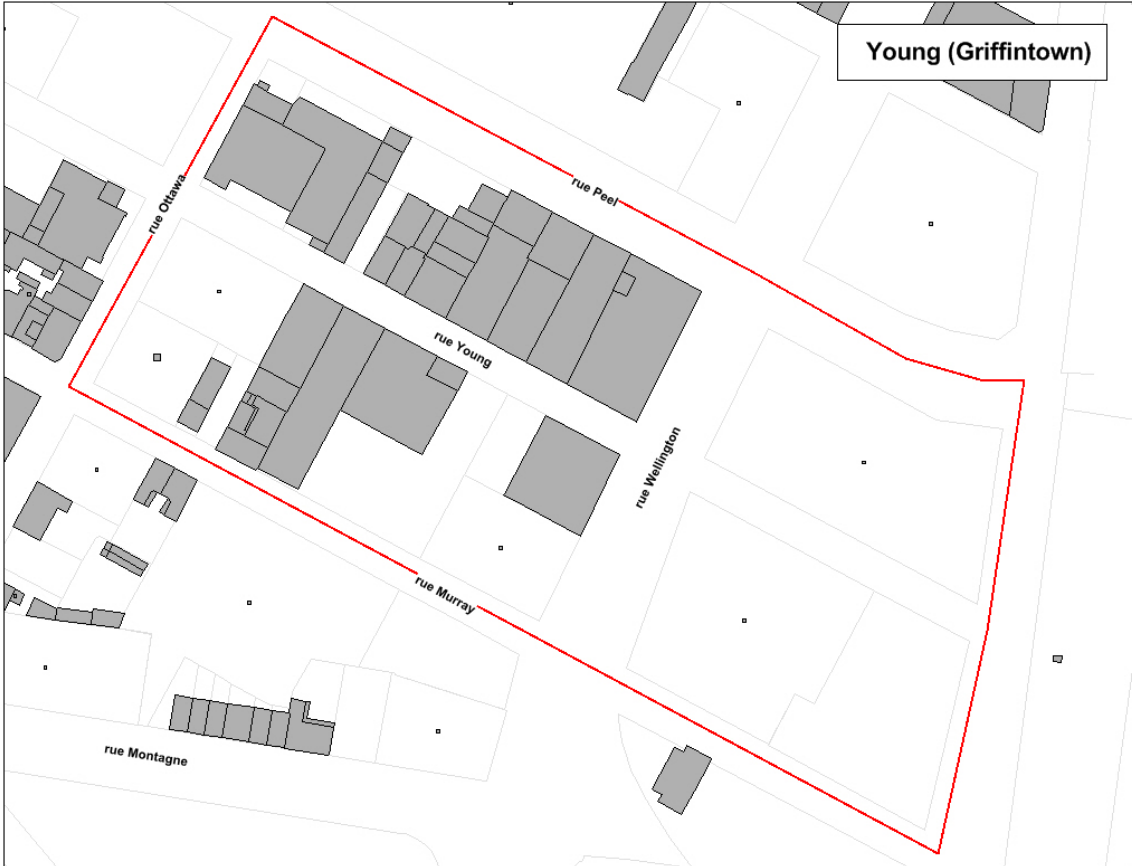 Young (Griffintown)
rue Peel
rue Ottawa
rue Young
rue Wellington
rue Murray
rue Montagne